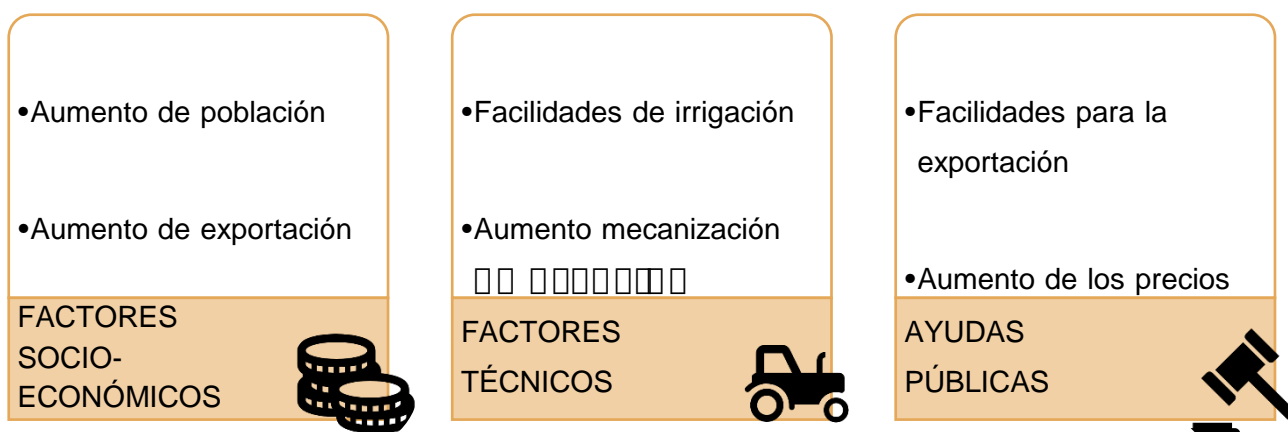 •Aumento de población
•Aumento de exportación
FACTORES
SOCIO-
ECONÓMICOS
•Facilidades de irrigación
•Aumento mecanización
FACTORES
TÉCNICOS
•Facilidades para la
exportación
•Aumento de los precios
AYUDAS
PÚBLICAS